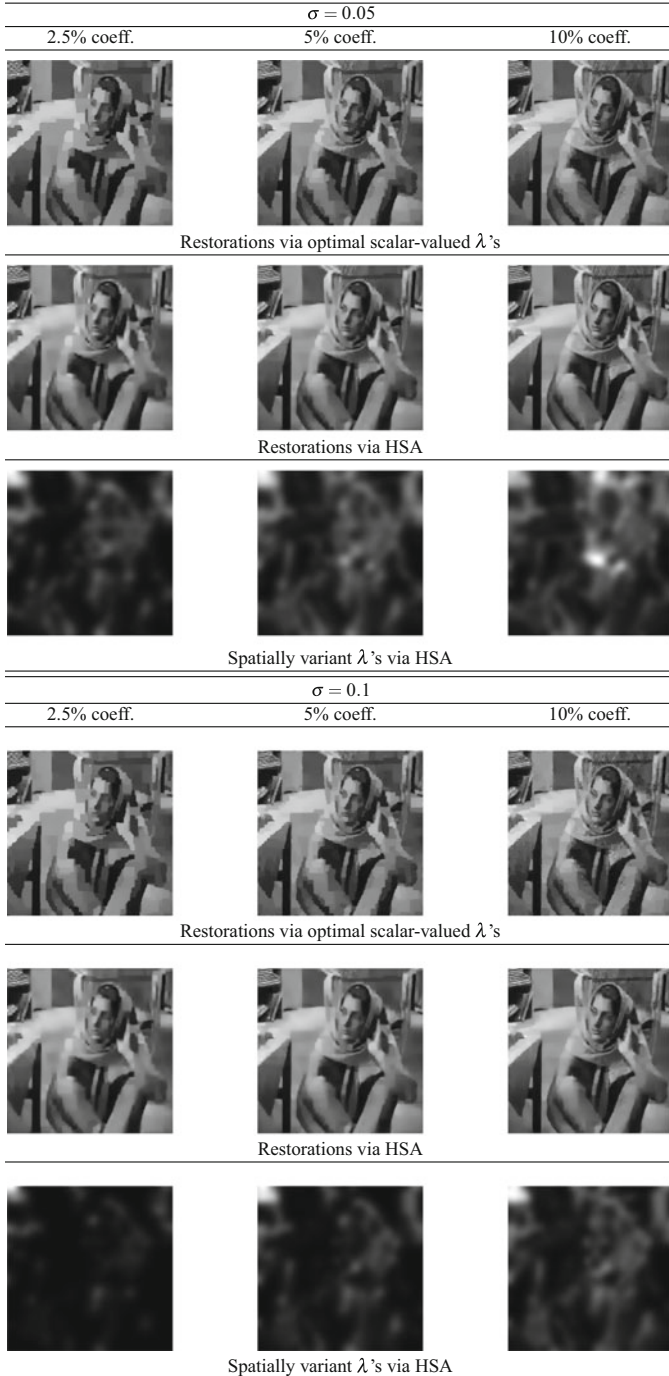 σ = 0.05
2.5% coeff. 5% coeff. 10% coeff.
Restorations via optimal scalar-valued λ's
Restorations via HSA
Spatially variant λ's via HSA
σ = 0.1
2.5% coeff. 5% coeff. 10% coeff.
Restorations via optimal scalar-valued λ's
Restorations via HSA
Spatially variant λ's via HSA